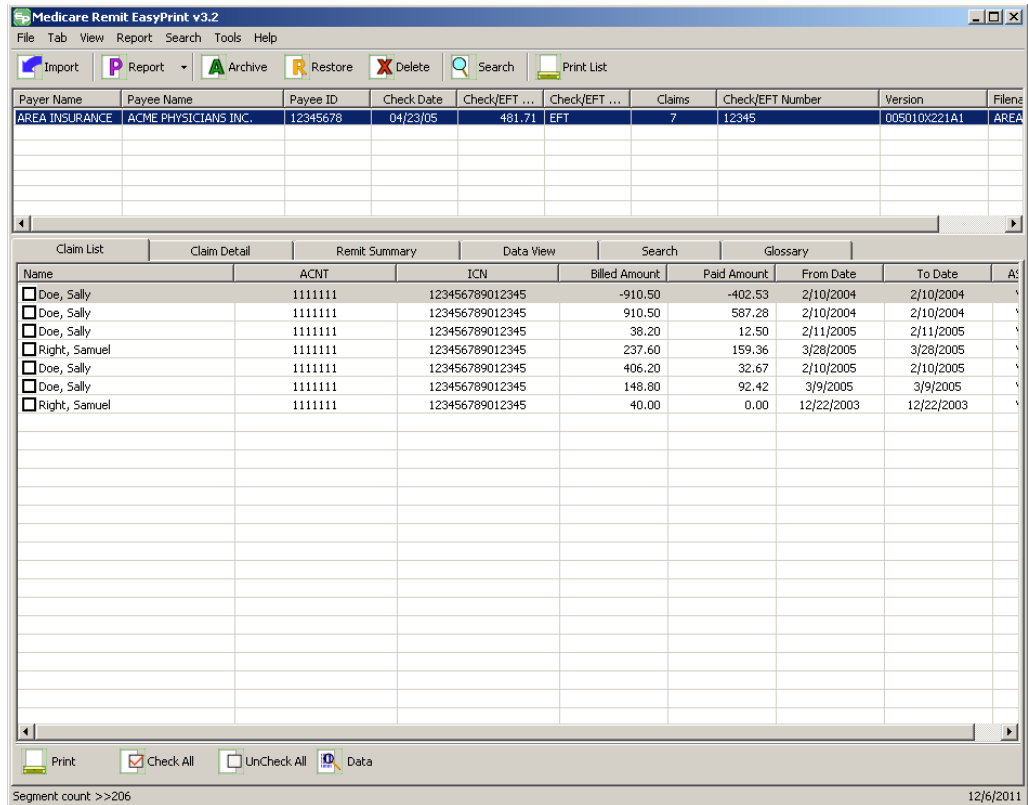 Medicare Remit EasyPrint v3.2
File Tab View Report Search Tools Help
Import Report Archive Restore Delete Search Print List
Payer Name Payee Name Payee ID Check Date Check/EFT ... Check/EFT ... Claims Check/EFT Number Version Filena
AREA INSURANCE ACME PHYSICIANS INC. 12345678 04/23/05 481.71 EFT 7 12345 005010X221A1 AREA
Claim List Claim Detail Remit Summary Data View Search Glossary
Name ACNT ICN Billed Amount Paid Amount From Date To Date
Doe, Sally 1111111 123456789012345 -910.50 -402.53 2/10/2004 2/10/2004
Doe, Sally 1111111 123456789012345 910.50 587.28 2/10/2004 2/10/2004
Doe, Sally 1111111 123456789012345 38.20 12.50 2/11/2005 2/11/2005
Right, Samuel 1111111 123456789012345 237.60 159.36 3/28/2005 3/28/2005
Doe, Sally 1111111 123456789012345 406.20 32.67 2/10/2005 2/10/2005
Doe, Sally 1111111 123456789012345 148.80 92.42 3/9/2005 3/9/2005
Right, Samuel 1111111 123456789012345 40.00 0.00 12/22/2003 12/22/2003
Print Check All UnCheck All Data
Segment count >>206 12/6/2011